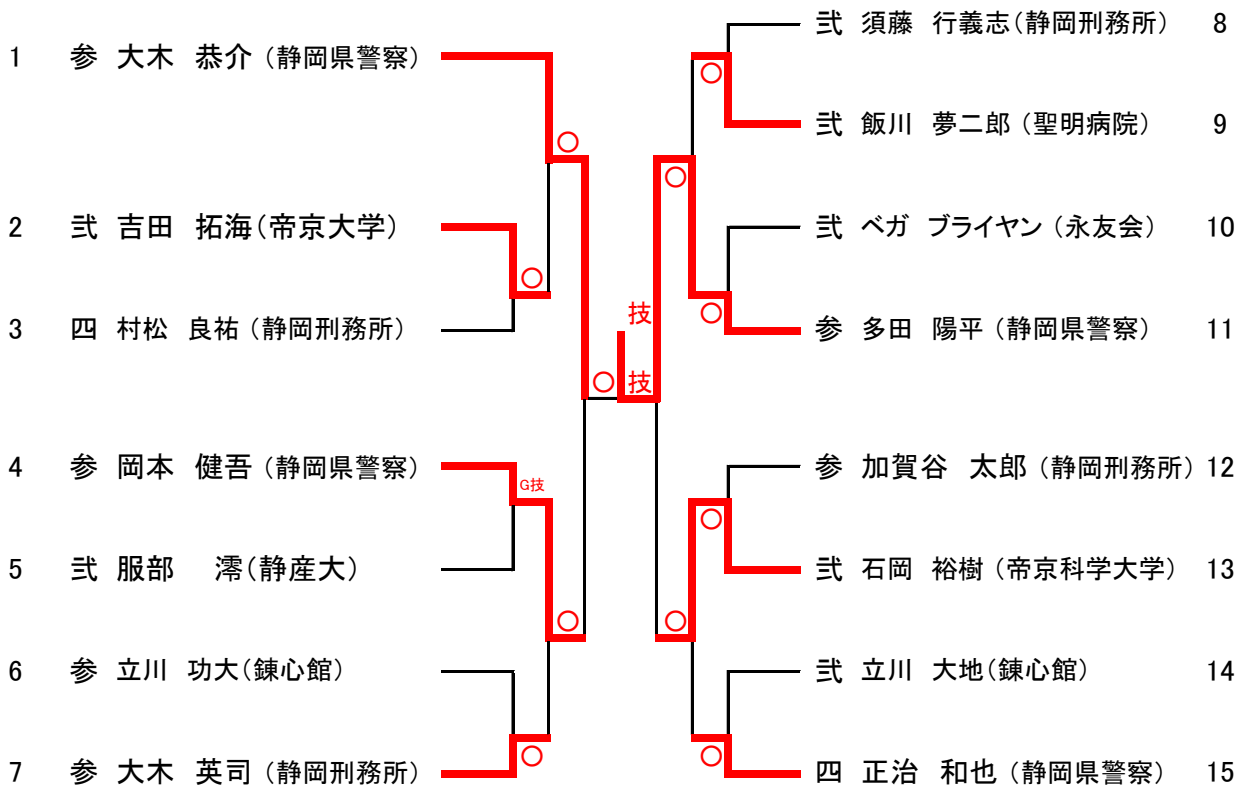 1 参 大木 恭介 (静岡県警察)
2 弐 吉田 拓海(帝京大学)
3 四 村松 良祐 (静岡刑務所)
4 参 岡本 健吾 (静岡県警察)
5 弐 服部 澪(静産大)
6 参 立川 功大(錬心館)
7 参 大木 英司 (静岡刑務所)
〇
〇
G技
〇
〇
〇
技
技
〇
〇
〇
〇
〇
〇
弐 須藤 行義志(静岡刑務所) 8
弐 飯川 夢二郎 (聖明病院) 9
弐 ベガ ブライヤン (永友会) 10
参 多田 陽平 (静岡県警察) 11
参 加賀谷 太郎 (静岡刑務所) 12
弐 石岡 裕樹 (帝京科学大学) 13
弐 立川 大地(錬心館) 14
四 正治 和也 (静岡県警察) 15